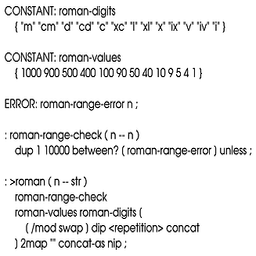 CONSTANT: roman-digits
{ "m" "cm" "d" "cd" "c" "xc" "l" "xl" "x" "ix" "v" "iv" "i" }
CONSTANT: roman-values
{ 1000 900 500 400 100 90 50 40 10 9 5 4 1 }
ERROR: roman-range-error n ;
: roman-range-check ( n -- n )
dup 1 10000 between? ( roman-range-error ) unless ;
: >roman ( n -- str )
roman-range-check
roman-values roman-digits (
( /mod swap ) dip <repetition> concat
) 2map "" concat-as nip ;